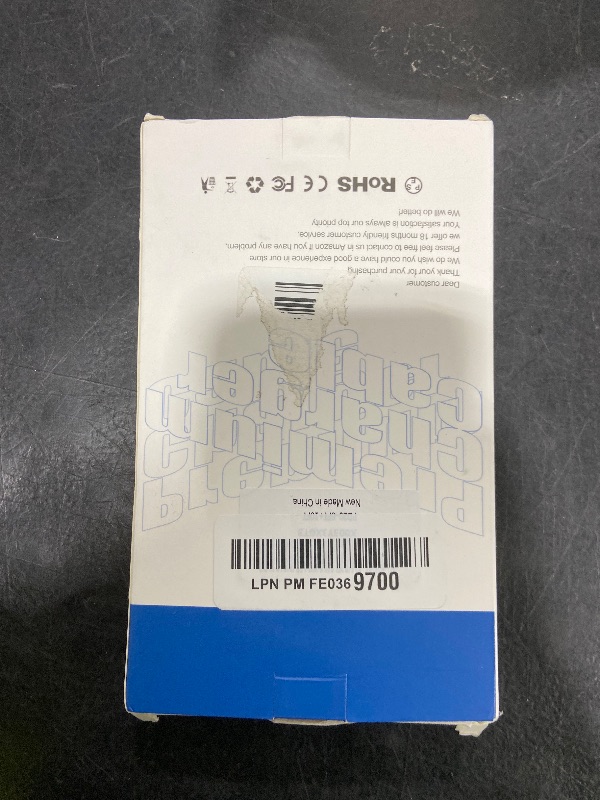 Dear customer
Thank your for your purchasing
We do wish you could have a good experience in our store
Please feel free to contact us in Amazon if you have any problem,
we offer 18 months friendly customer service.
Your satisfaction is always our top priority
We will do better!
PSE RoHS CE FC
Premium
charger
New Made in China
LPN PM FE0369700